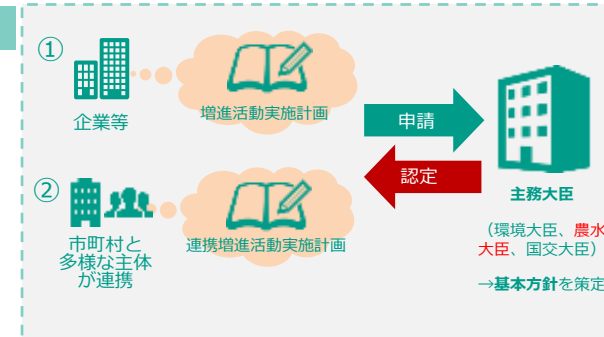 ①
企業等
増進活動実施計画
申請
認定
②
市町村と
多様な主体
が連携
連携増進活動実施計画
主務大臣
（環境大臣、農水
大臣、国交大臣）
→基本方針を策定